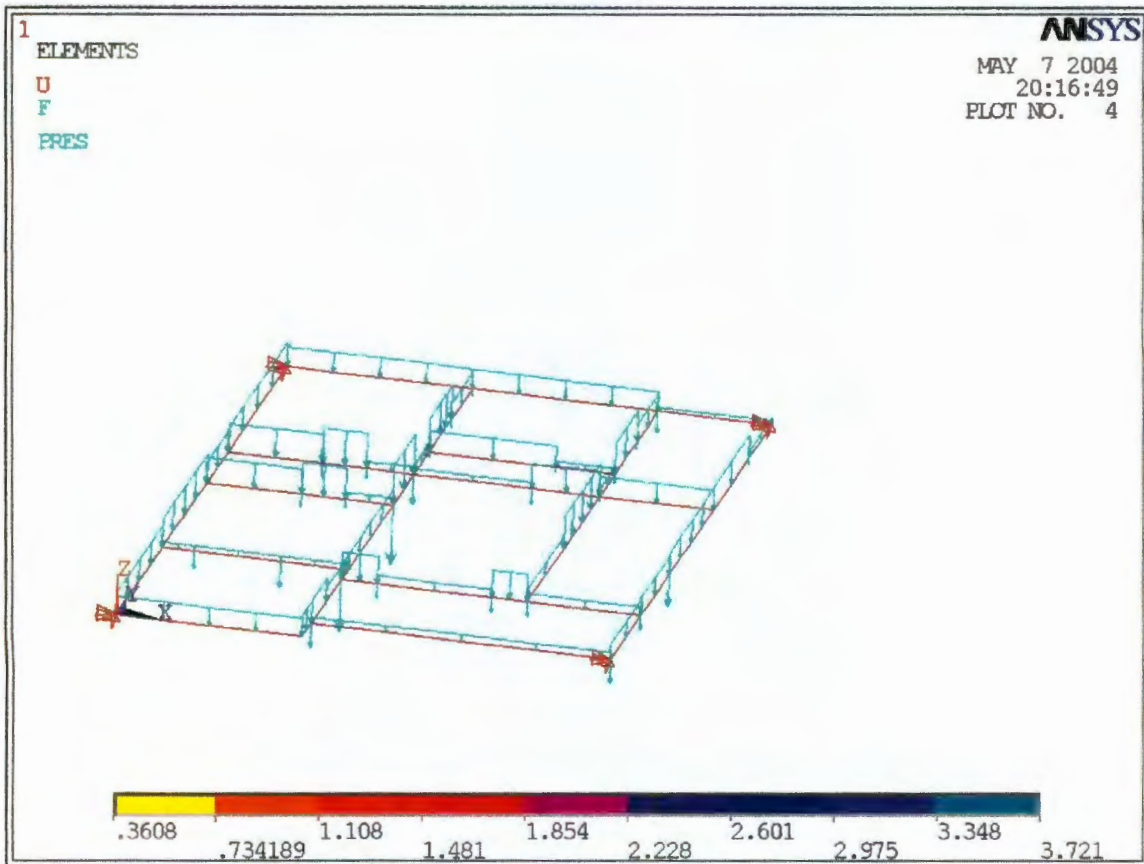 1
ELEMENTS
U
F
PRES
ANSYS
MAY 7 2004
20:16:49
PLOT NO. 4
Z
X
.3608
.734189
1.108
1.481
1.854
2.228
2.601
2.975
3.348
3.721